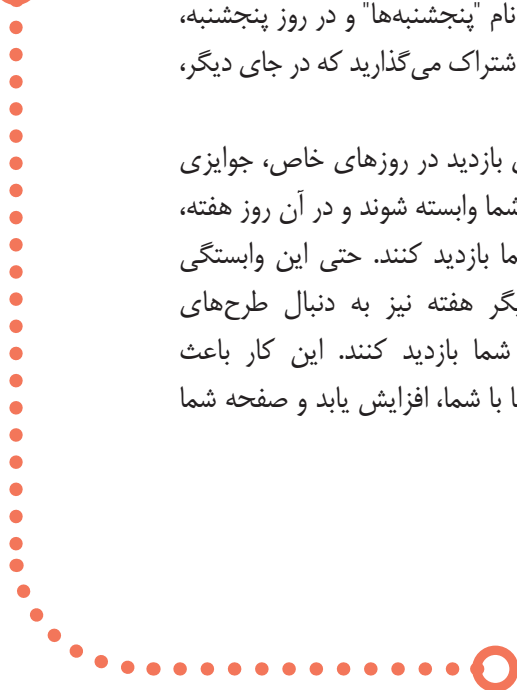 نام "پنجشنبه‌ها" و در روز پنجشنبه،
شتراک می‌گذارید که در جای دیگر،
بازدید در روزهای خاص، جوایزی
شما وابسته شوند و در آن روز هفته،
ما بازدید کنند. حتی این وابستگی
یگر هفته نیز به دنبال طرح‌های
شما بازدید کنند. این کار باعث
ا با شما، افزایش یابد و صفحه شما